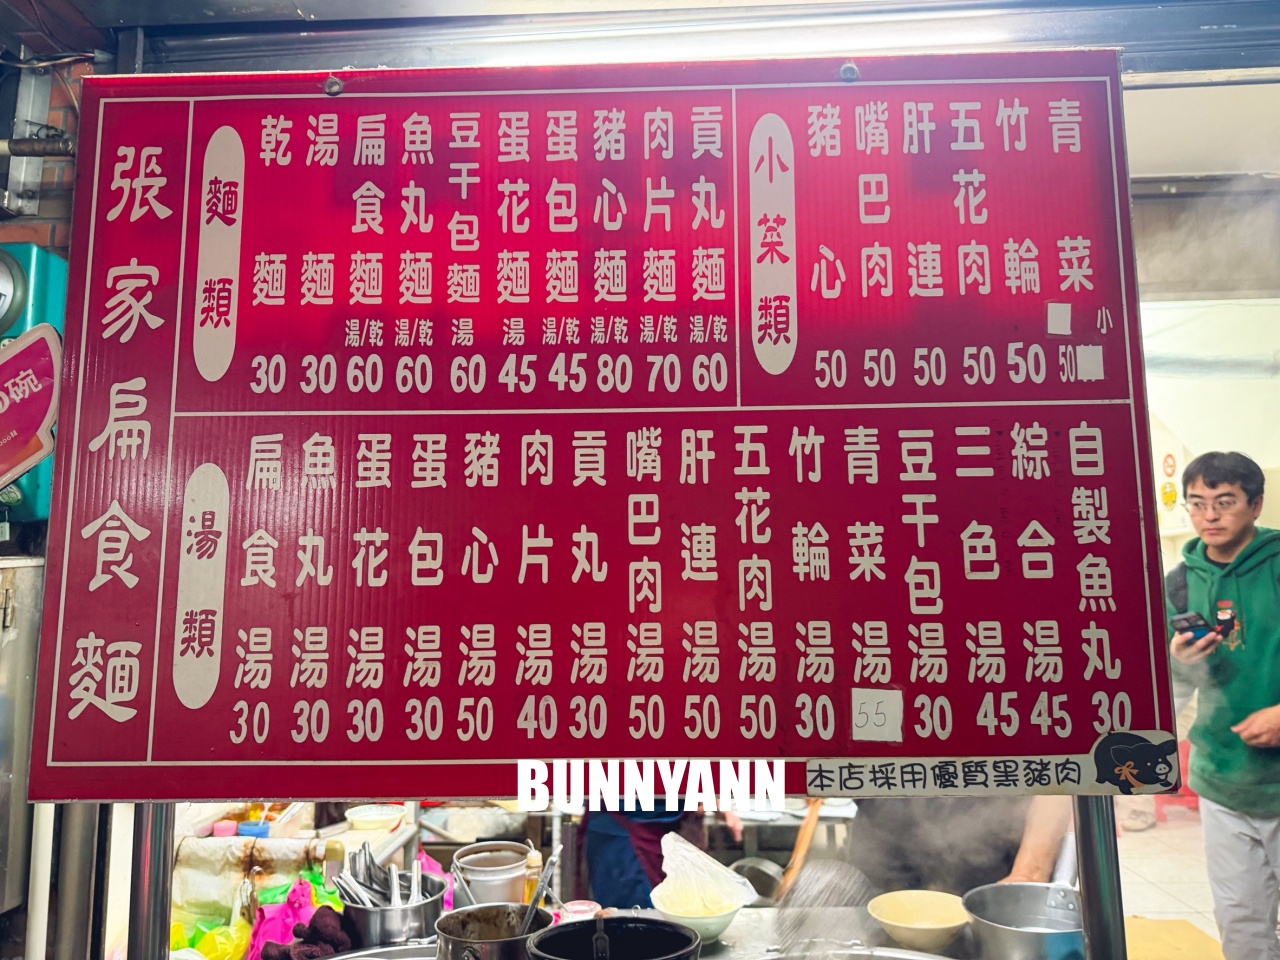 張家扁食麵
麵類
乾麵 30
湯麵 30
扁食麵 湯/乾 60
魚丸麵 湯/乾 60
豆干包麵 湯 60
蛋花麵 湯 45
蛋包麵 湯/乾 45
豬心麵 湯/乾 80
肉片麵 湯/乾 70
貢丸麵 湯/乾 60
小菜類
豬心 50
嘴巴肉 50
肝連 50
五花肉 50
竹輪 50
青菜 小 50
湯類
扁食湯 30
魚丸湯 30
蛋花湯 30
蛋包湯 30
豬心湯 50
肉片湯 40
貢丸湯 30
嘴巴肉湯 50
肝連湯 50
五花肉湯 50
竹輪湯 30
青菜湯 55
豆干包湯 30
三色湯 45
綜合湯 45
自製魚丸 30
本店採用優質黑豬肉
BUNNYANN
碗